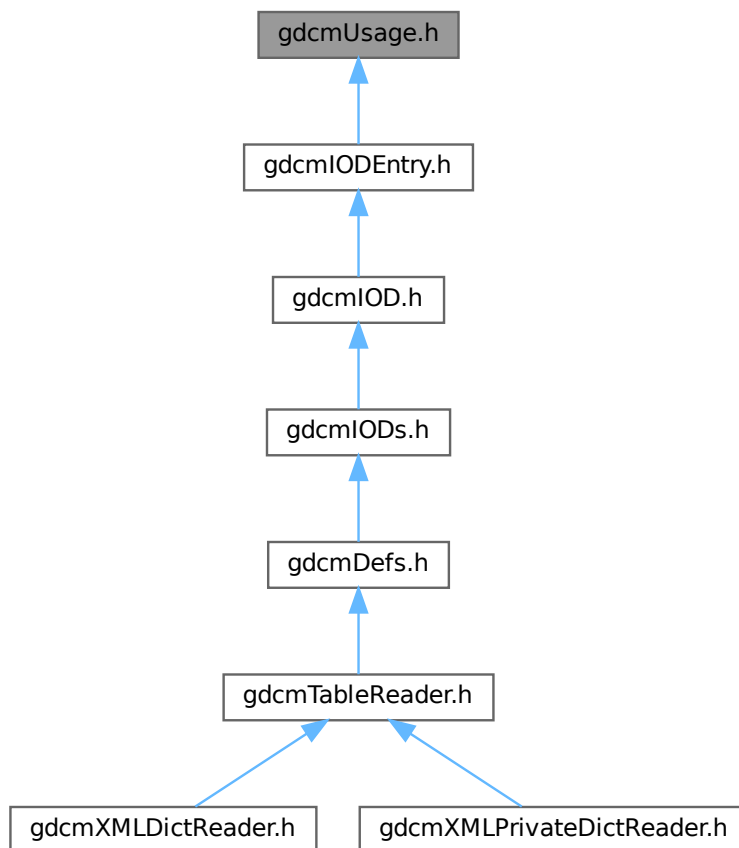 gdcmUsage.h
gdcmIODEntry.h
gdcmIOD.h
gdcmIODs.h
gdcmDefs.h
gdcmTableReader.h
gdcmXMLDictReader.h
gdcmXMLPrivateDictReader.h